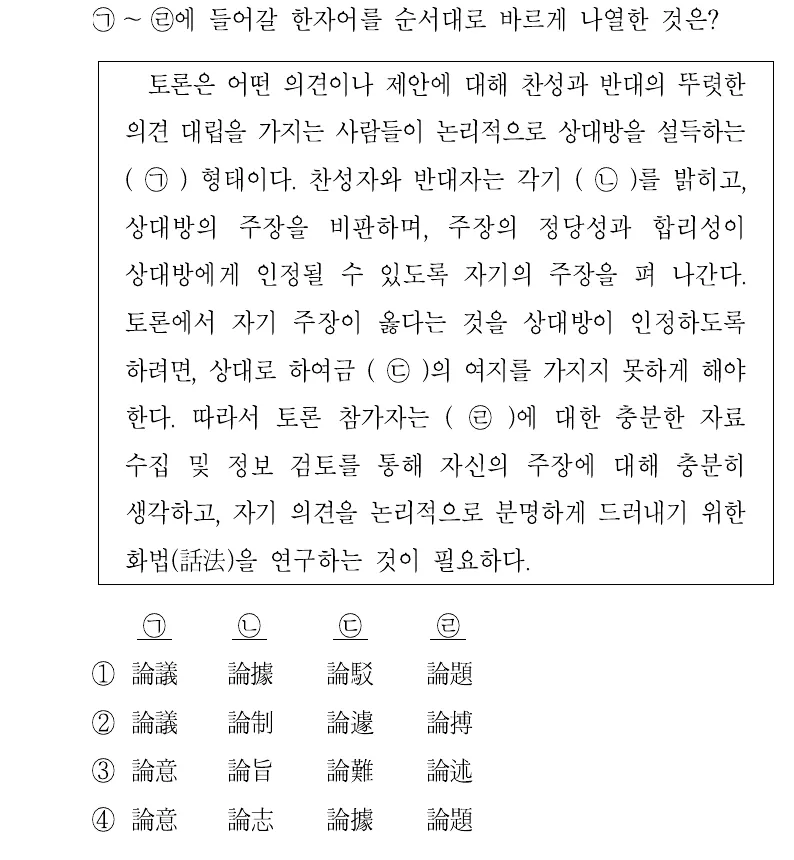 ㉠ ~ ㉣에 들어갈 한자어를 순서대로 바르게 나열한 것은?
토론은 어떤 의견이나 제안에 대해 찬성과 반대의 뚜렷한
의견 대립을 가지는 사람들이 논리적으로 상대방을 설득하는
( ㉠ ) 형태이다. 찬성자와 반대자는 각기 ( ㉡ )를 밝히고,
상대방의 주장을 비판하며, 주장의 정당성과 합리성이
상대방에게 인정될 수 있도록 자기의 주장을 펴 나간다.
토론에서 자기 주장이 옳다는 것을 상대방이 인정하도록
하려면, 상대로 하여금 ( ㉢ )의 여지를 가지지 못하게 해야
한다. 따라서 토론 참가자는 ( ㉣ )에 대한 충분한 자료
수집 및 정보 검토를 통해 자신의 주장에 대해 충분히
생각하고, 자기 의견을 논리적으로 분명하게 드러내기 위한
화법(話法)을 연구하는 것이 필요하다.
㉠ ㉡ ㉢ ㉣
① 論議 論據 論駁 論題
② 論議 論制 論遽 論搏
③ 論意 論旨 論難 論述
④ 論意 論志 論據 論題